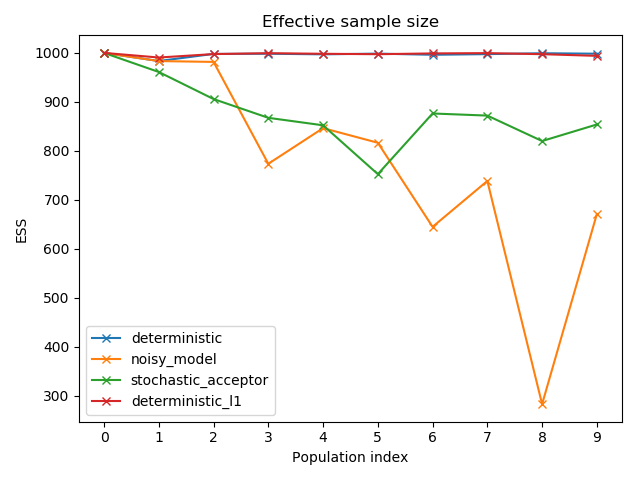 Effective sample size
ESS
1000
900
800
700
600
500
400
300
deterministic
noisy_model
stochastic_acceptor
deterministic_l1
0 1 2 3 4 5 6 7 8 9
Population index